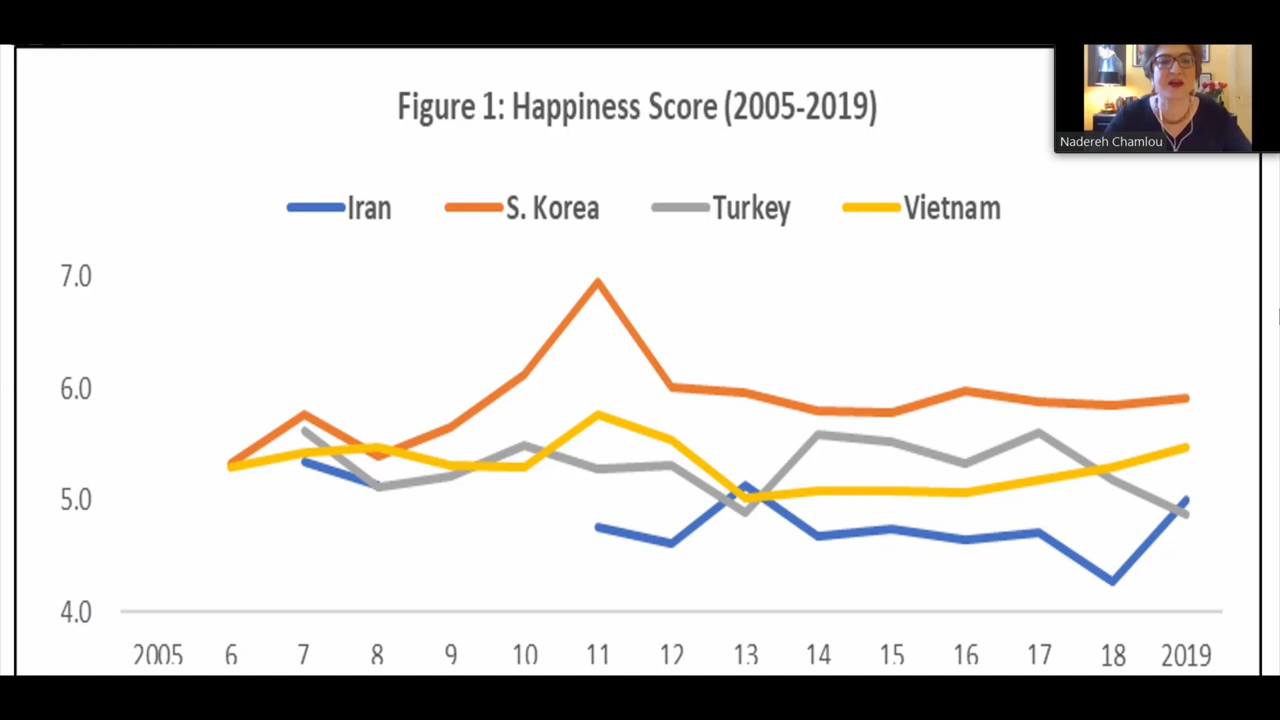 Figure 1: Happiness Score (2005-2019)
Nadereh Chamlou
Iran S. Korea Turkey Vietnam
7.0
6.0
5.0
4.0
2005 6 7 8 9 10 11 12 13 14 15 16 17 18 2019